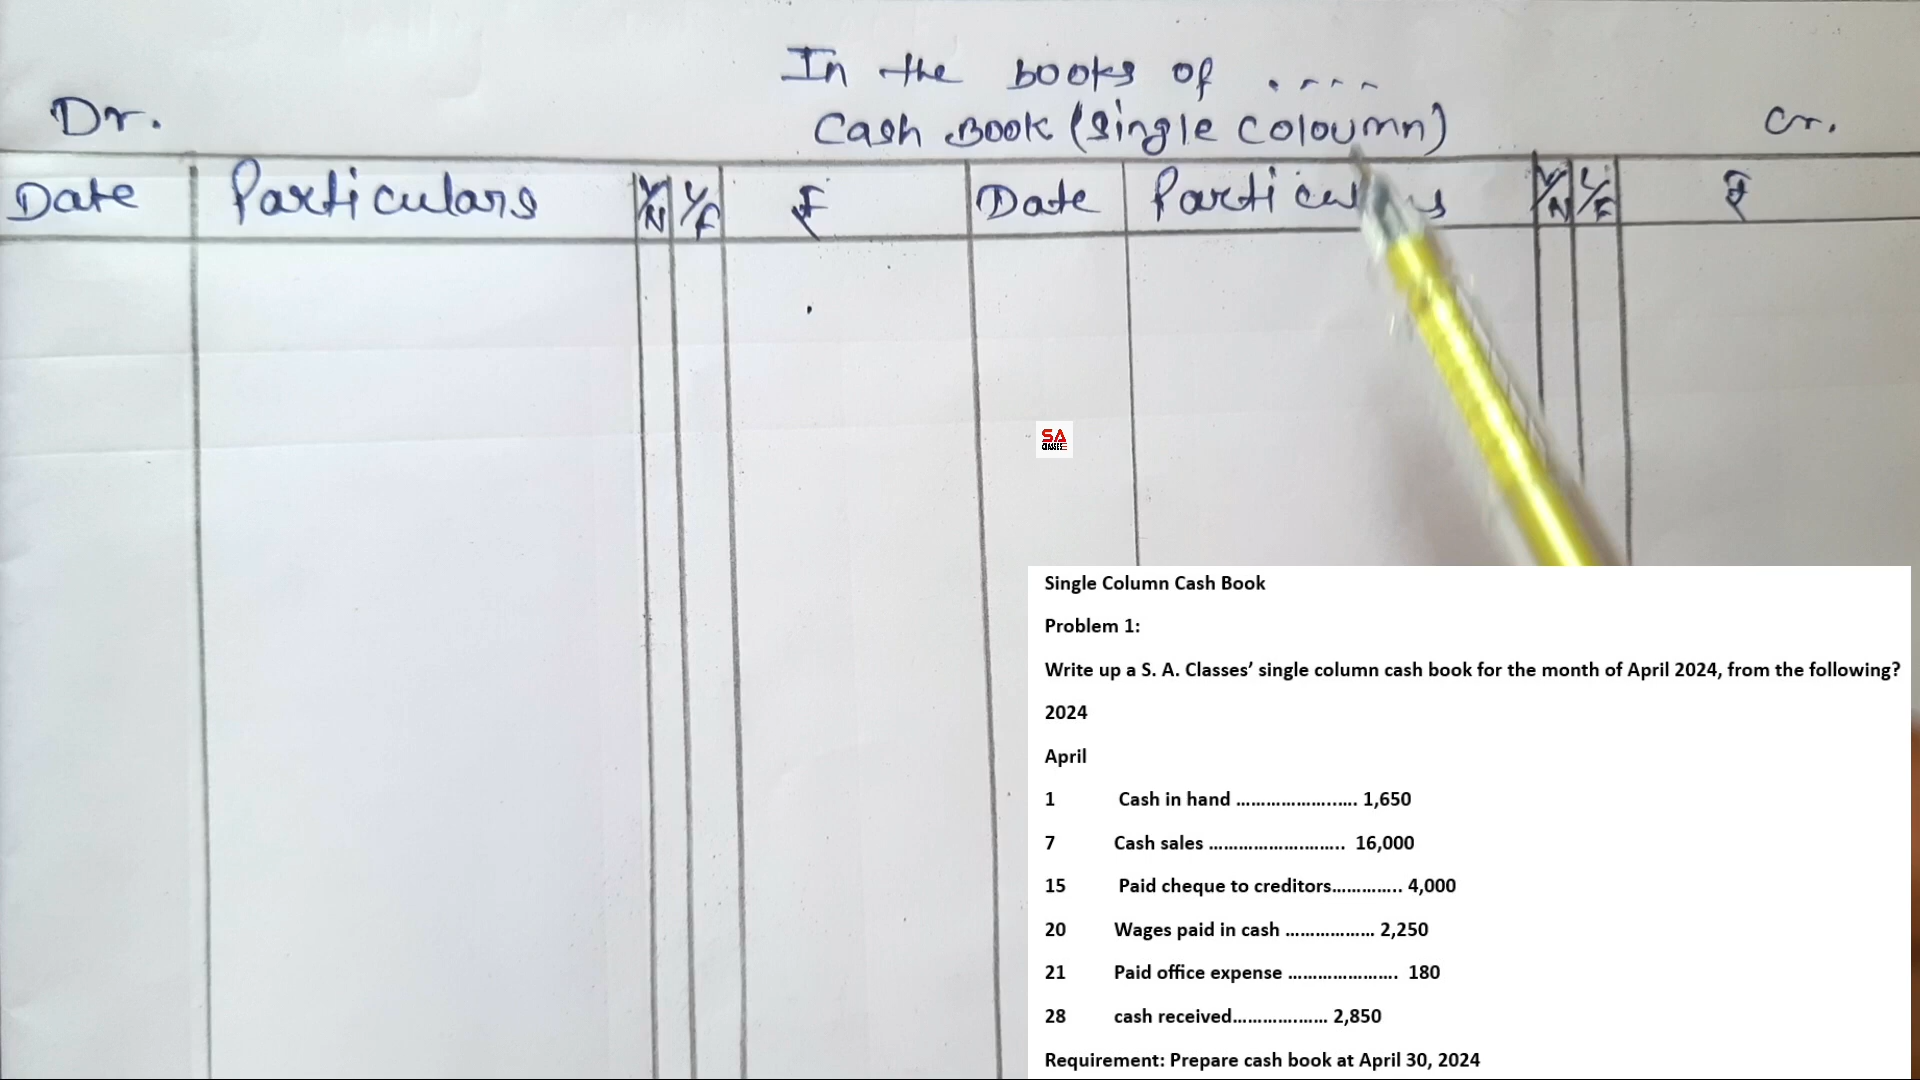 In the books of ....
Dr. Cash Book (Single Coloumn) Cr.
Date Particulars V/N L/F ₹ Date Particulars V/N L/F ₹
SA
CLASSES
Single Column Cash Book
Problem 1:
Write up a S. A. Classes’ single column cash book for the month of April 2024, from the following?
2024
April
1 Cash in hand ........................ 1,650
7 Cash sales ........................... 16,000
15 Paid cheque to creditors.............. 4,000
20 Wages paid in cash .................. 2,250
21 Paid office expense ...................... 180
28 cash received................... 2,850
Requirement: Prepare cash book at April 30, 2024